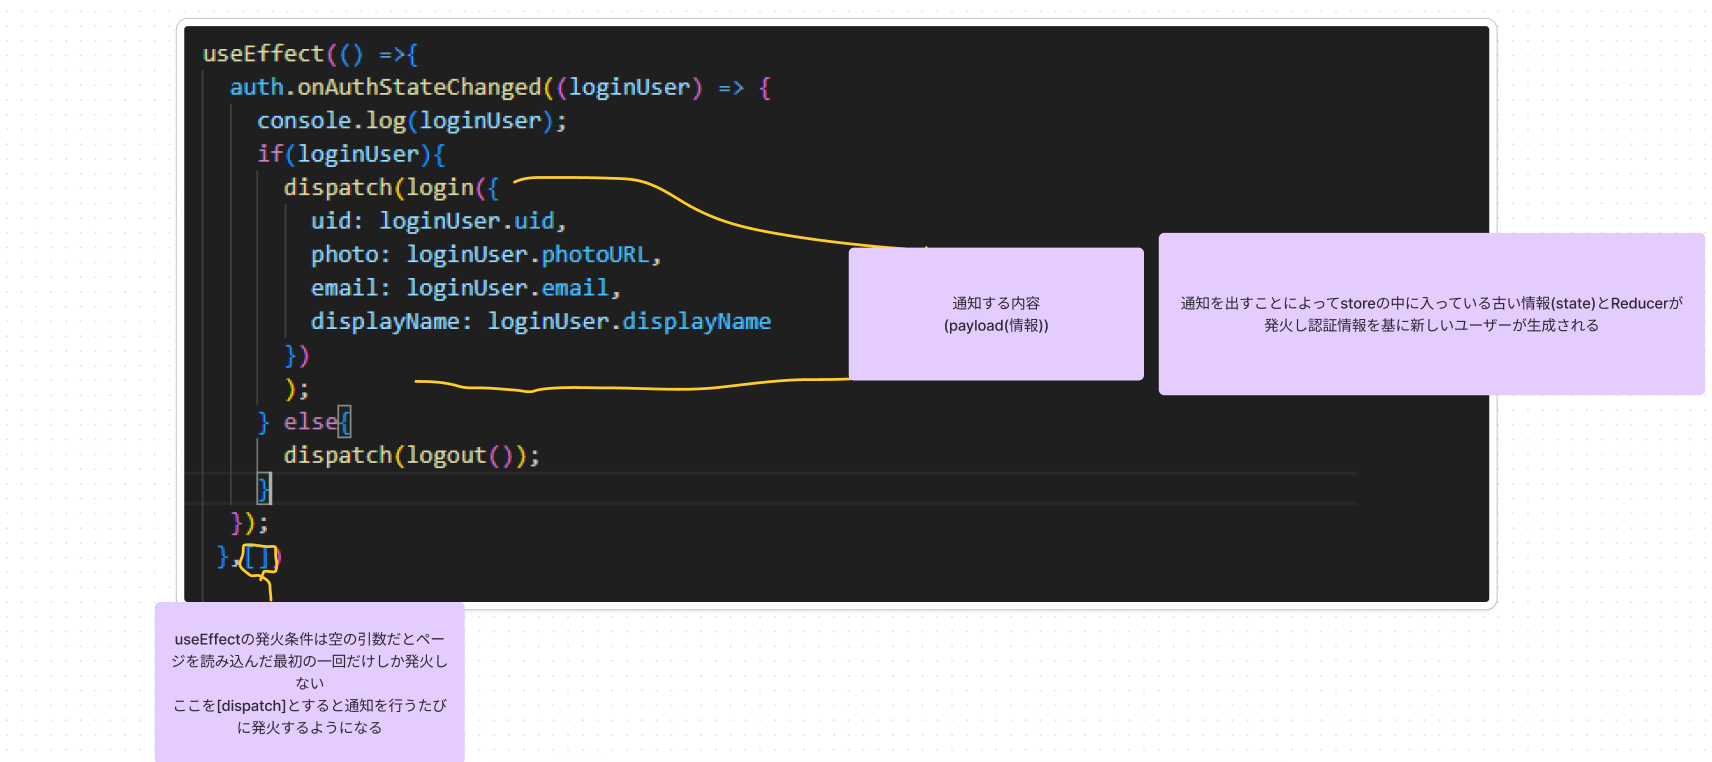 useEffect(() =>{
auth.onAuthStateChanged((loginUser) => {
console.log(loginUser);
if(loginUser){
dispatch(login({
uid: loginUser.uid,
photo: loginUser.photoURL,
email: loginUser.email,
displayName: loginUser.displayName
})
);
} else{
dispatch(logout());
}
});
},[])
通知する内容
(payload(情報))
通知を出すことによってstoreの中に入っている古い情報(state)とReducerが
発火し認証情報を基に新しいユーザーが生成される
useEffectの発火条件は空の引数だとペー
ジを読み込んだ最初の一回だけしか発火し
ない
ここを[dispatch]とすると通知を行うたび
に発火するようになる